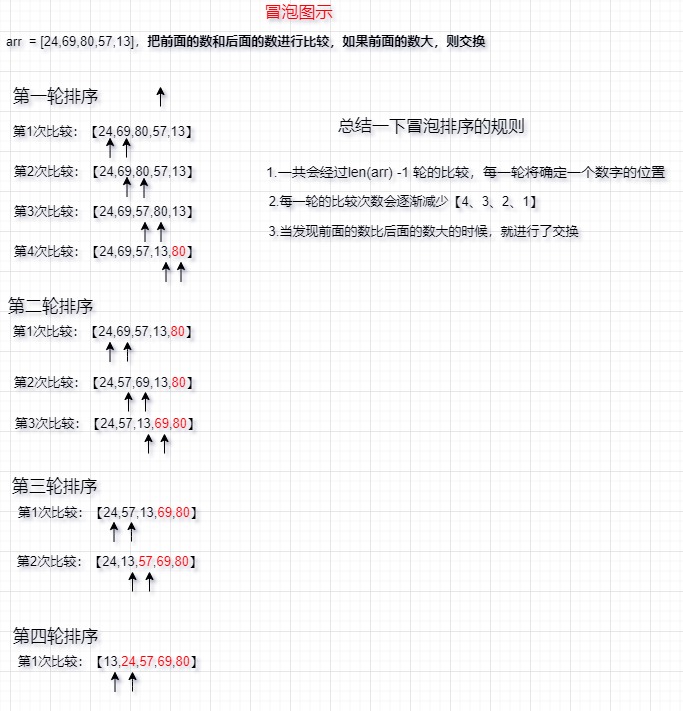 冒泡图示
arr = [24,69,80,57,13]，把前面的数和后面的数进行比较，如果前面的数大，则交换
第一轮排序
第1次比较：【24,69,80,57,13】
第2次比较：【24,69,80,57,13】
第3次比较：【24,69,57,80,13】
第4次比较：【24,69,57,13,80】
总结一下冒泡排序的规则
1.一共会经过len(arr) -1 轮的比较，每一轮将确定一个数字的位置
2.每一轮的比较次数会逐渐减少【4、3、2、1】
3.当发现前面的数比后面的数大的时候，就进行了交换
第二轮排序
第1次比较：【24,69,57,13,80】
第2次比较：【24,57,69,13,80】
第3次比较：【24,57,13,69,80】
第三轮排序
第1次比较：【24,57,13,69,80】
第2次比较：【24,13,57,69,80】
第四轮排序
第1次比较：【13,24,57,69,80】